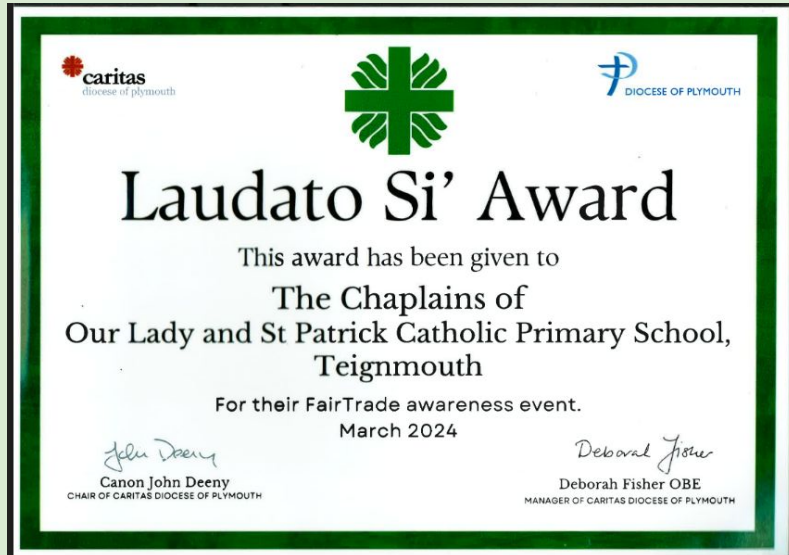 caritas
diocese of plymouth
DIOCESE OF PLYMOUTH
Laudato Si’ Award
This award has been given to
The Chaplains of
Our Lady and St Patrick Catholic Primary School,
Teignmouth
For their FairTrade awareness event.
March 2024
John Deeny
Deborah Fisher
Canon John Deeny
CHAIR OF CARITAS DIOCESE OF PLYMOUTH
Deborah Fisher OBE
MANAGER OF CARITAS DIOCESE OF PLYMOUTH